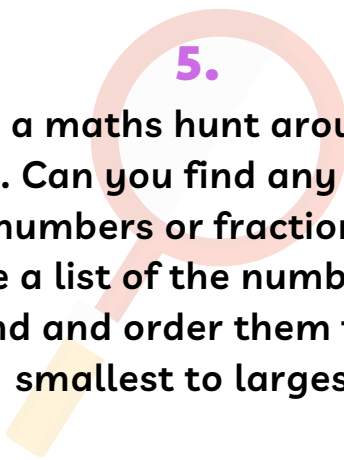 5.
a maths hunt arou
. Can you find any
numbers or fraction
e a list of the numb
nd and order them
smallest to larges